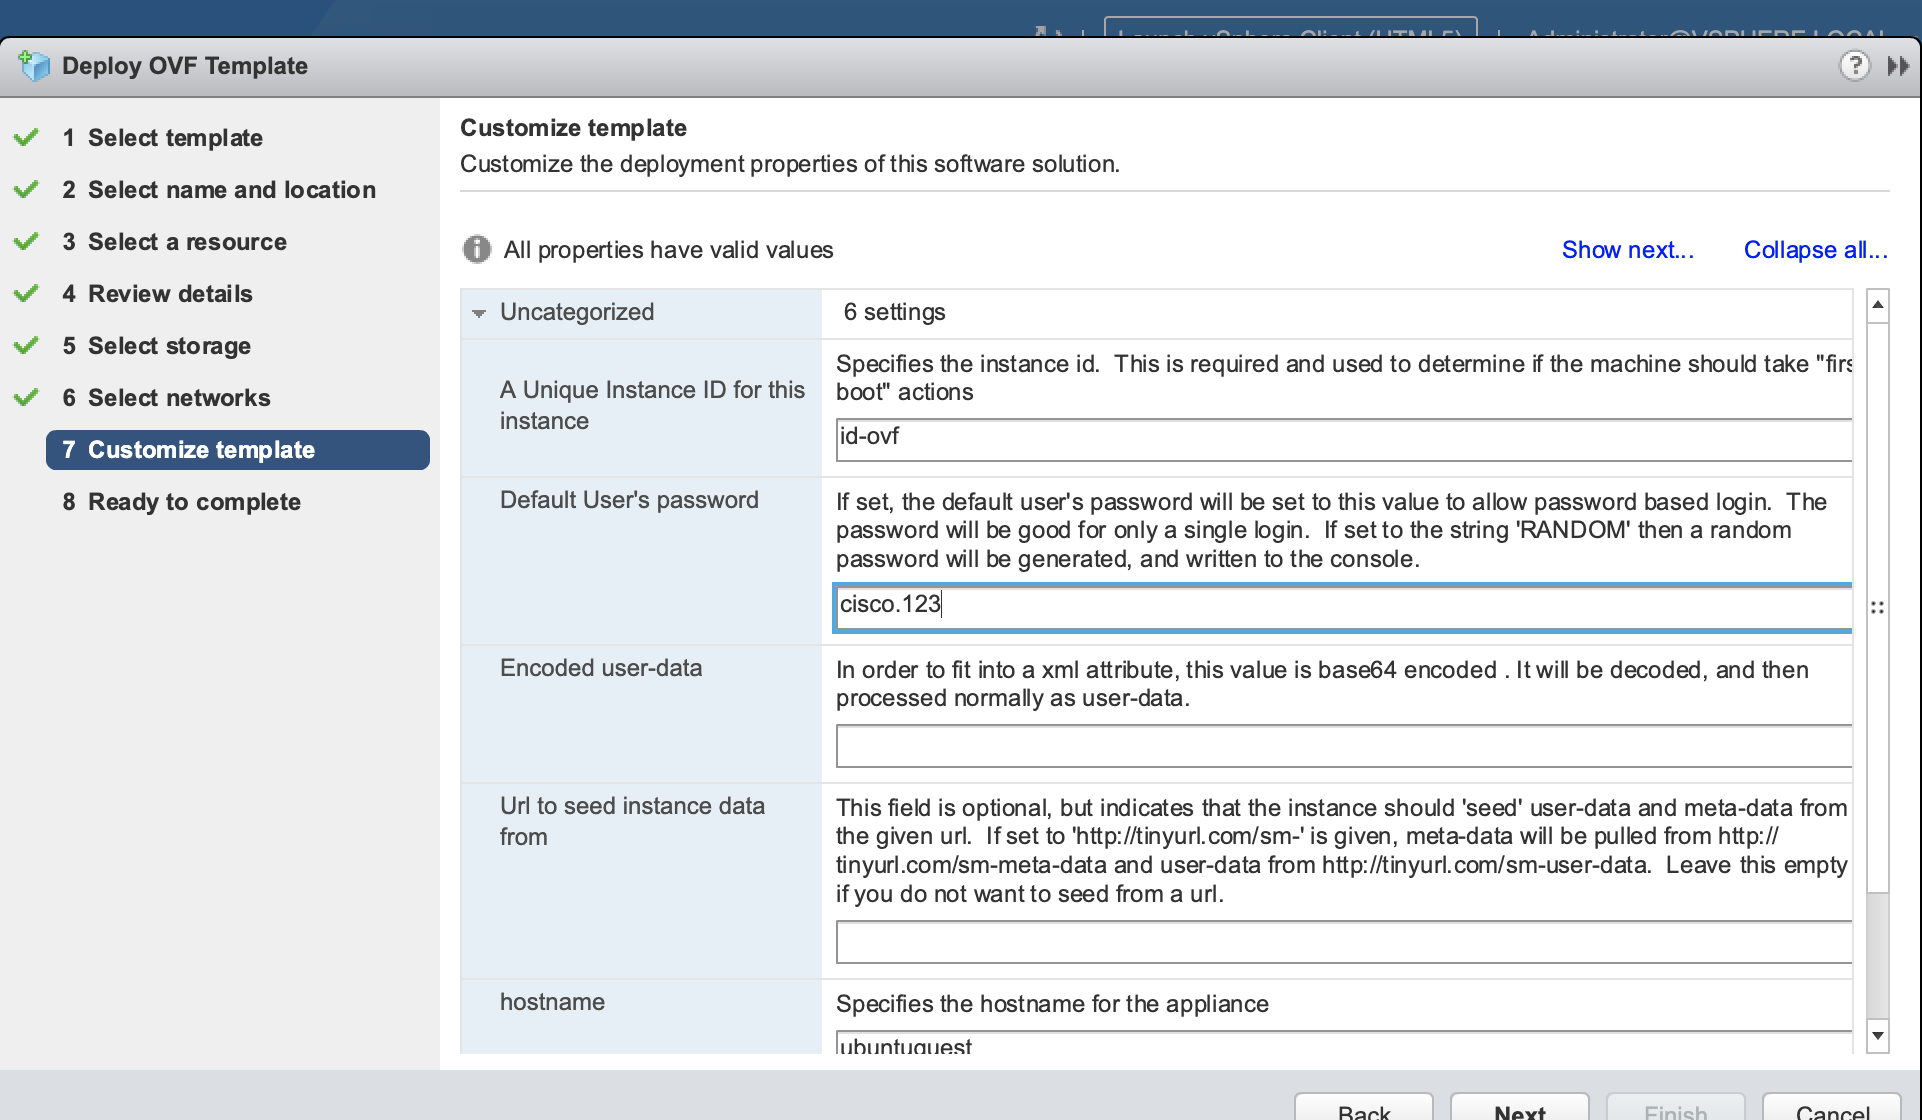 Launch vSphere Client (HTML5) | Administrator@VSPHERE.LOCAL
Deploy OVF Template
?
1 Select template
2 Select name and location
3 Select a resource
4 Review details
5 Select storage
6 Select networks
7 Customize template
8 Ready to complete
Customize template
Customize the deployment properties of this software solution.
All properties have valid values
Show next...
Collapse all...
Uncategorized
6 settings
A Unique Instance ID for this
instance
Specifies the instance id. This is required and used to determine if the machine should take "firs
boot" actions
id-ovf
Default User's password
If set, the default user's password will be set to this value to allow password based login. The
password will be good for only a single login. If set to the string 'RANDOM' then a random
password will be generated, and written to the console.
cisco.123
Encoded user-data
In order to fit into a xml attribute, this value is base64 encoded . It will be decoded, and then
processed normally as user-data.
Url to seed instance data
from
This field is optional, but indicates that the instance should 'seed' user-data and meta-data from
the given url. If set to 'http://tinyurl.com/sm-' is given, meta-data will be pulled from http://
tinyurl.com/sm-meta-data and user-data from http://tinyurl.com/sm-user-data. Leave this empty
if you do not want to seed from a url.
hostname
Specifies the hostname for the appliance
ubuntuguest
Back
Next
Finish
Cancel